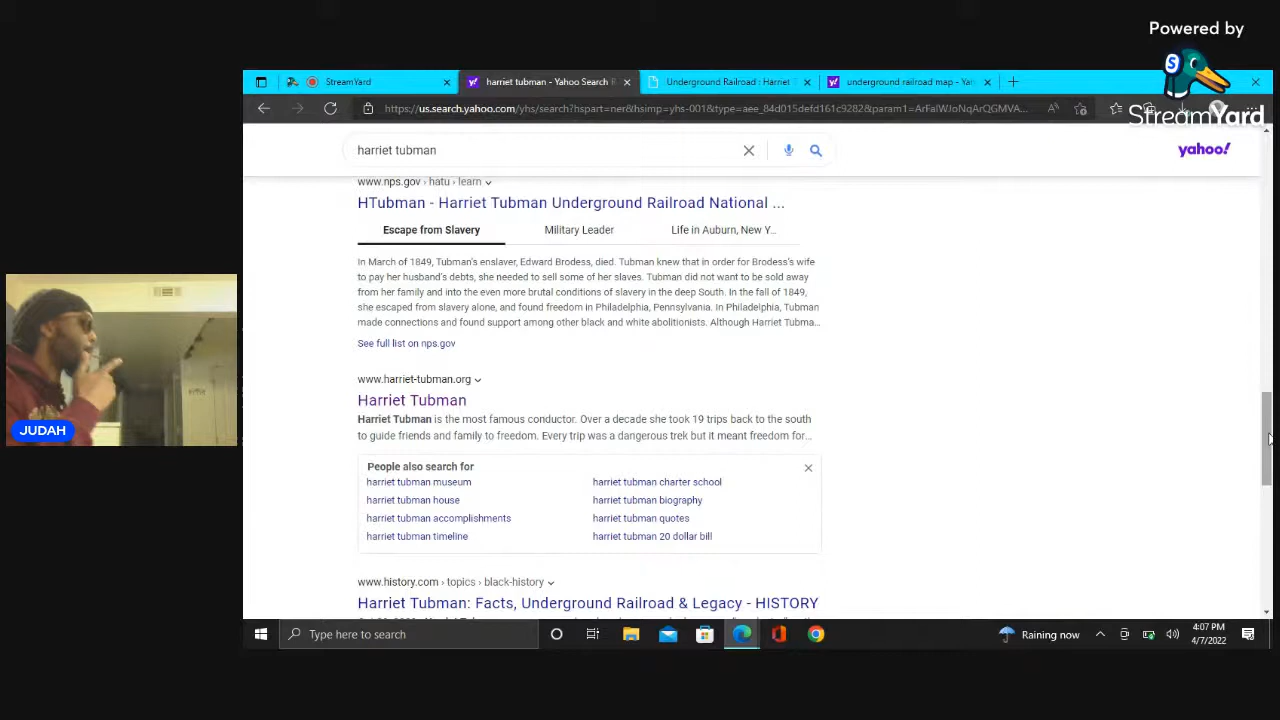 Powered by
StreamYard
StreamYard
harriet tubman - Yahoo Search R
Underground Railroad : Harriet T
underground railroad map - Yah
https://us.search.yahoo.com/yhs/search?hspart=ner&hsimp=yhs-001&type=aee_84d015defd161c9282&param1=ArFaIWJoNqArQGMVA...
harriet tubman
yahoo!
www.nps.gov › hatu › learn
HTubman - Harriet Tubman Underground Railroad National ...
Escape from Slavery
Military Leader
Life in Auburn, New Y...
In March of 1849, Tubman's enslaver, Edward Brodess, died. Tubman knew that in order for Brodess's wife
to pay her husband's debts, she needed to sell some of her slaves. Tubman did not want to be sold away
from her family and into the even more brutal conditions of slavery in the deep South. In the fall of 1849,
she escaped from slavery alone, and found freedom in Philadelphia, Pennsylvania. In Philadelphia, Tubman
made connections and found support among other black and white abolitionists. Although Harriet Tubma...
See full list on nps.gov
www.harriet-tubman.org
Harriet Tubman
Harriet Tubman is the most famous conductor. Over a decade she took 19 trips back to the south
to guide friends and family to freedom. Every trip was a dangerous trek but it meant freedom for...
People also search for
harriet tubman museum
harriet tubman charter school
harriet tubman house
harriet tubman biography
harriet tubman accomplishments
harriet tubman quotes
harriet tubman timeline
harriet tubman 20 dollar bill
www.history.com › topics › black-history
Harriet Tubman: Facts, Underground Railroad & Legacy - HISTORY
JUDAH
Type here to search
Raining now
4:07 PM
4/7/2022